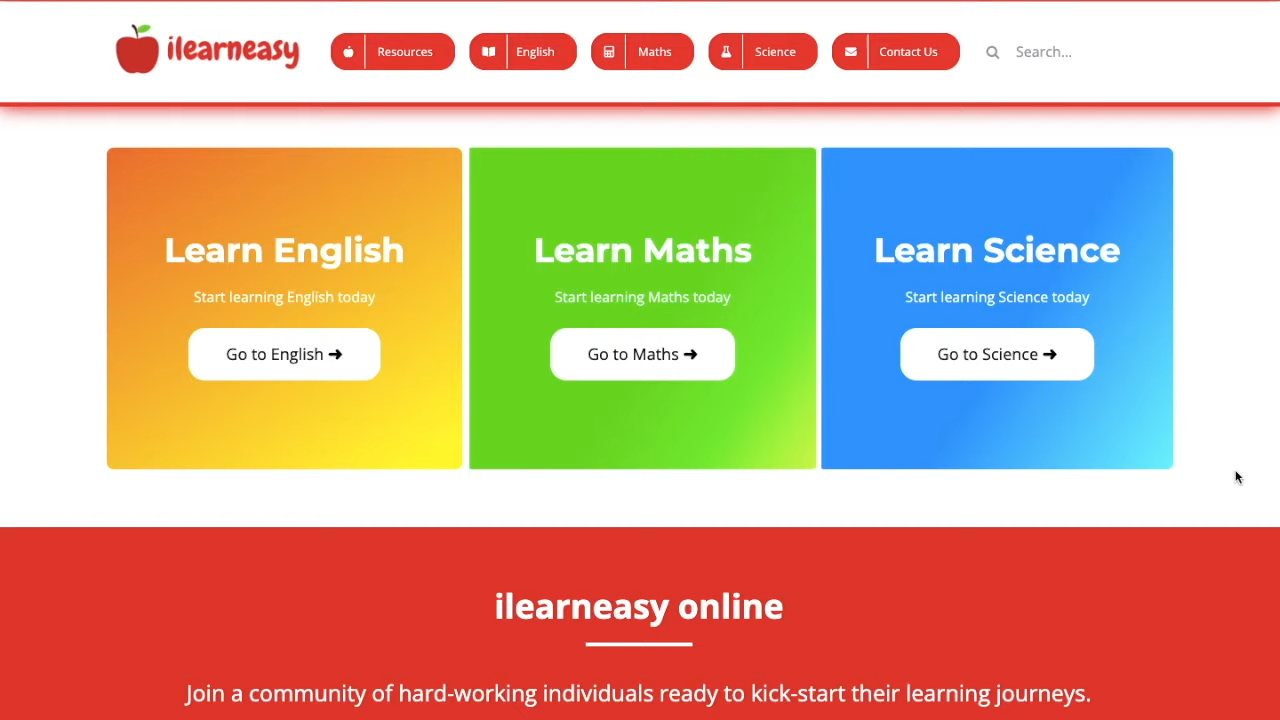 ilearneasy
Resources
English
Maths
Science
Contact Us
Search...
Learn English
Start learning English today
Go to English ➜
Learn Maths
Start learning Maths today
Go to Maths ➜
Learn Science
Start learning Science today
Go to Science ➜
ilearneasy online
Join a community of hard-working individuals ready to kick-start their learning journeys.